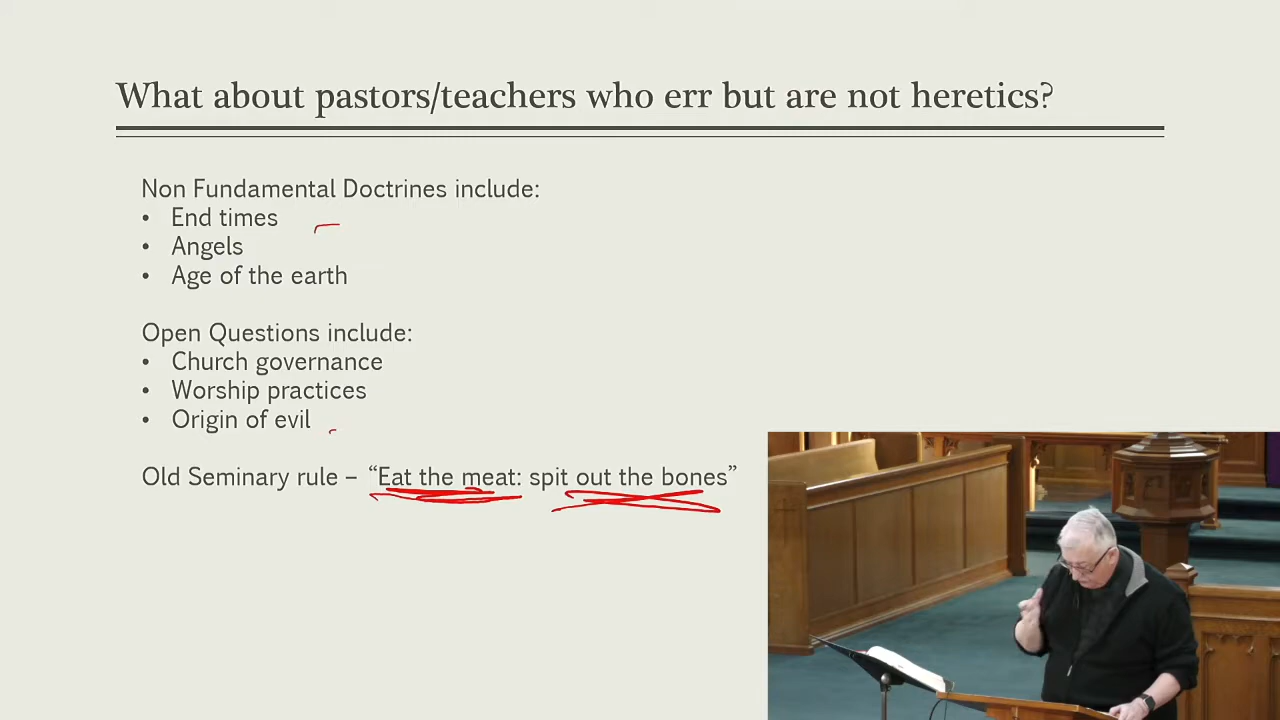 What about pastors/teachers who err but are not heretics?
Non Fundamental Doctrines include:
• End times
• Angels
• Age of the earth
Open Questions include:
• Church governance
• Worship practices
• Origin of evil
Old Seminary rule – “Eat the meat: spit out the bones”